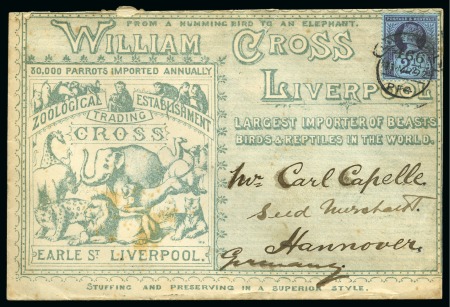 FROM A HUMMING BIRD TO AN ELEPHANT.
WILLIAM CROSS
LIVERPOOL
30,000 PARROTS IMPORTED ANNUALLY
ZOOLOGICAL ESTABLISHMENT
TRADING
CROSS
EARLE ST LIVERPOOL.
LARGEST IMPORTER OF BEASTS
BIRDS & REPTILES IN THE WORLD.
POSTAGE & REVENUE
Mr Carl Capelle.
Seed Merchant.
Hannover
Germany
STUFFING AND PRESERVING IN A SUPERIOR STYLE.